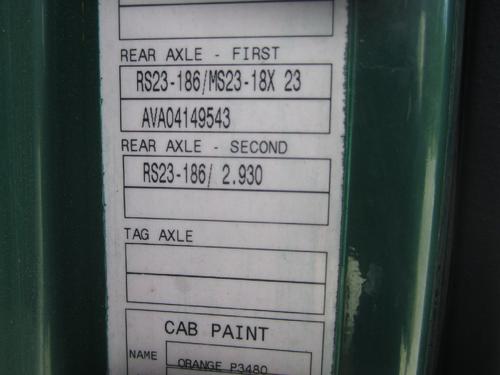 REAR AXLE - FIRST
RS23-186/MS23-18X 23
AVA04149543
REAR AXLE - SECOND
RS23-186/ 2.930
TAG AXLE
CAB PAINT
NAME ORANGE P3480